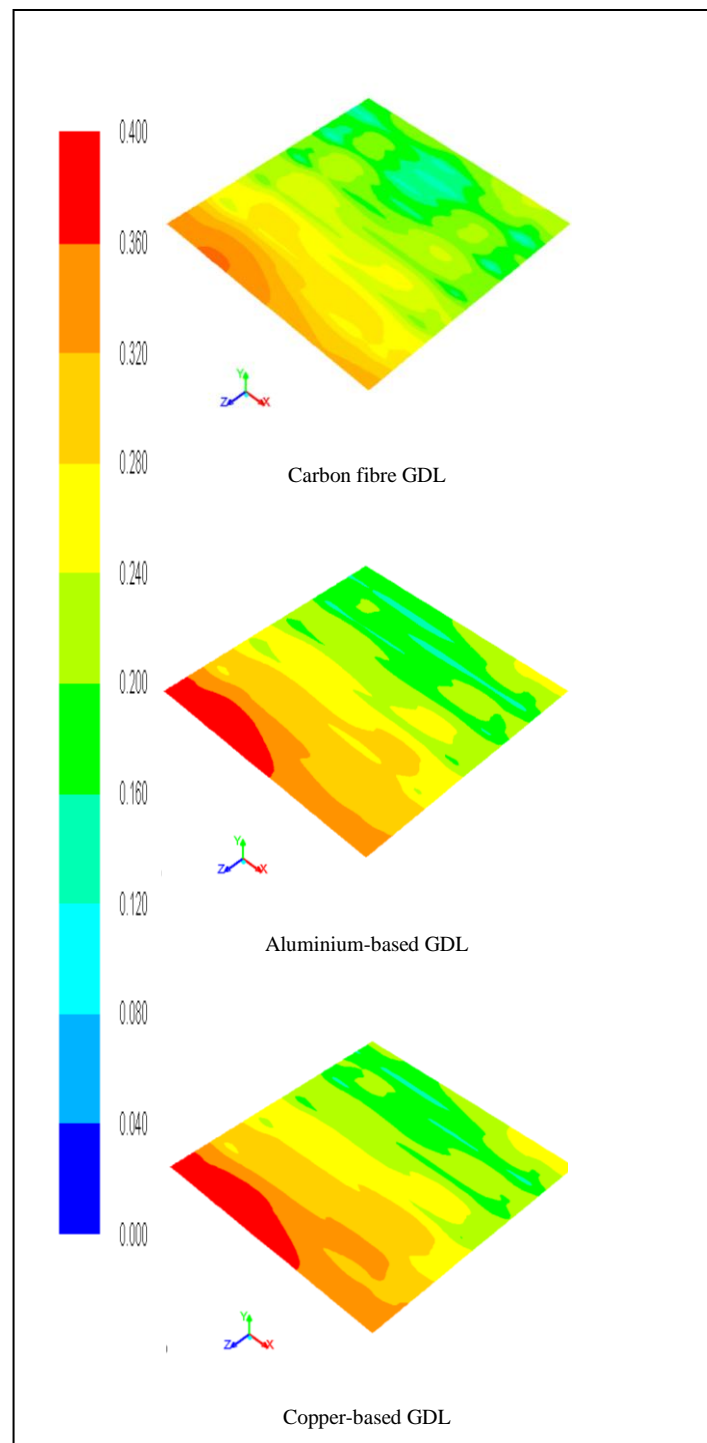 0.400
0.360
0.320
0.280
0.240
0.200
0.160
0.120
0.080
0.040
0.000
Y
Z X
Carbon fibre GDL
Y
Z X
Aluminium-based GDL
Y
Z X
Copper-based GDL